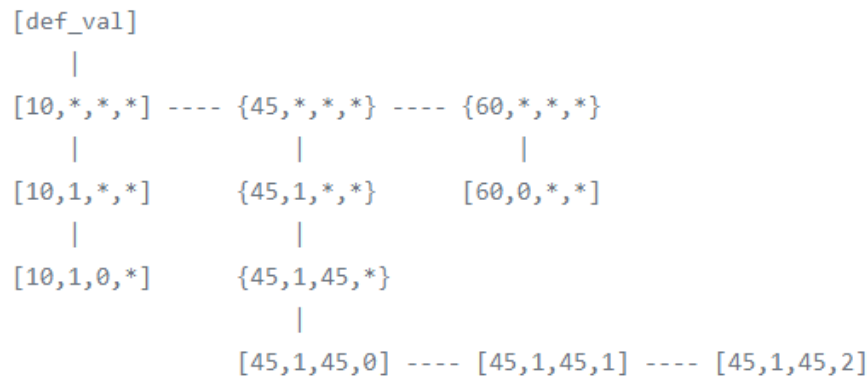 [def_val]
|
[10,*,*,*] ---- {45,*,*,*} ---- {60,*,*,*}
| | |
[10,1,*,*] {45,1,*,*} [60,0,*,*]
| |
[10,1,0,*] {45,1,45,*}
|
[45,1,45,0] ---- [45,1,45,1] ---- [45,1,45,2]